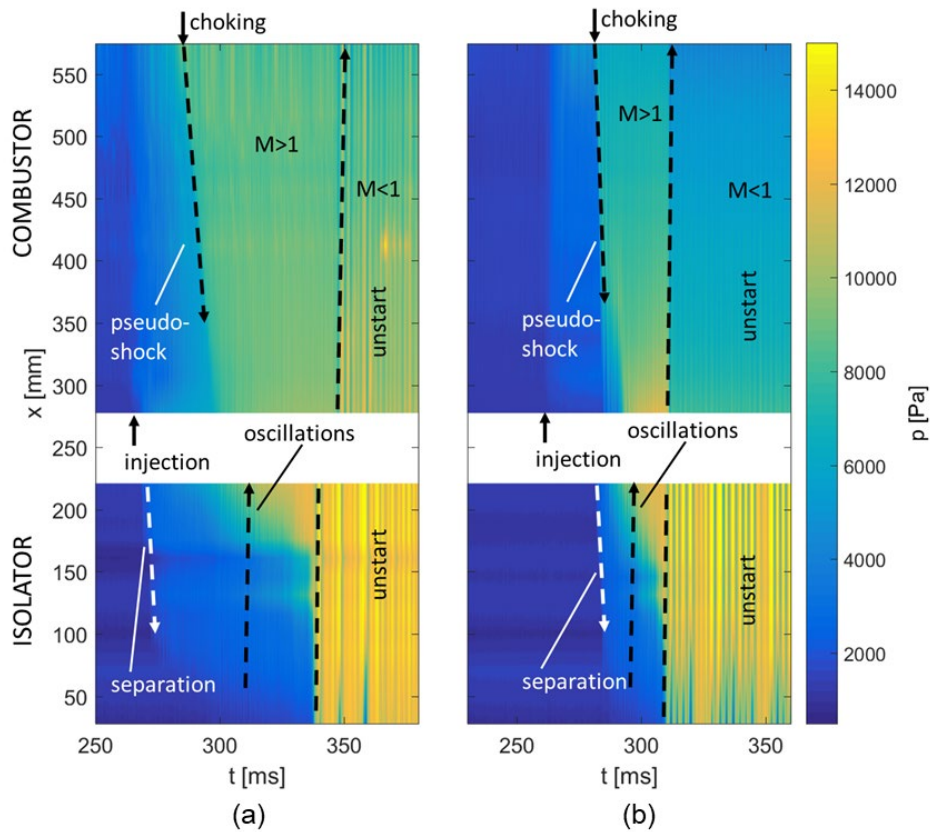 choking
choking
550
500
450
400
350
300
250
200
150
100
50
x [mm]
COMBUSTOR
ISOLATOR
M>1
M<1
pseudo-
shock
unstart
injection
oscillations
separation
unstart
250
300
350
t [ms]
(a)
M>1
M<1
pseudo-
shock
unstart
injection
oscillations
separation
unstart
250
300
350
t [ms]
(b)
14000
12000
10000
8000
6000
4000
2000
p [Pa]